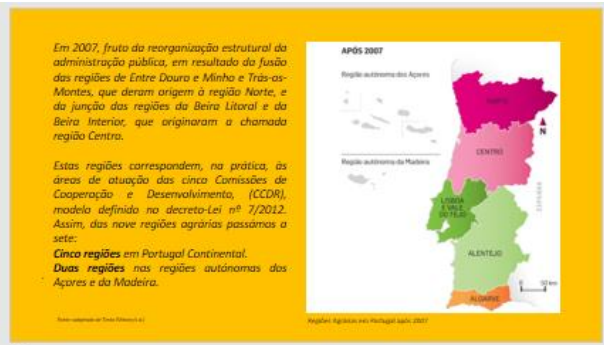 Em 2007, fruto da reorganização estrutural da
administração pública, em resultado da fusão
das regiões de Entre Douro e Minho e Trás-os-
Montes, que deram origem à região Norte, e
da junção das regiões da Beira Litoral e da
Beira Interior, que originaram a chamada
região Centro.
Estas regiões correspondem, na prática, às
áreas de atuação das cinco Comissões de
Cooperação e Desenvolvimento, (CCDR),
modelo definido no decreto-Lei nº 7/2012.
Assim, das nove regiões agrárias passámos a
sete:
Cinco regiões em Portugal Continental.
Duas regiões nas regiões autónomas dos
Açores e da Madeira.
APÓS 2007
Região autónoma dos Açores
Região autónoma da Madeira
NORTE
N
CENTRO
LISBOA
E VALE
DO TEJO
ESPANHA
ALENTEJO
ALGARVE
0 50 km
Regiões Agrárias em Portugal após 2007